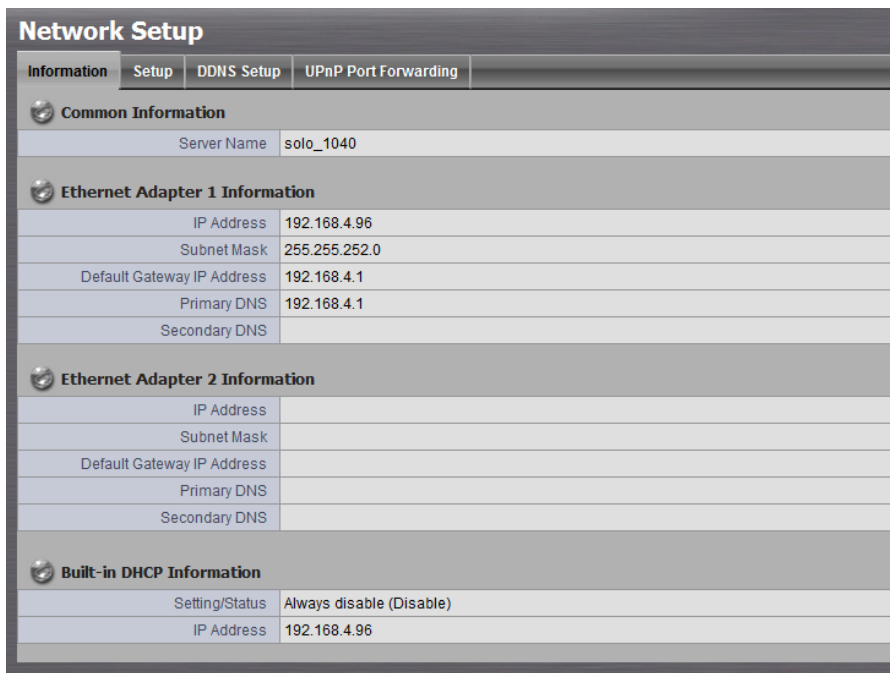 Network Setup
Information Setup DDNS Setup UPnP Port Forwarding
Common Information
Server Name solo_1040
Ethernet Adapter 1 Information
IP Address 192.168.4.96
Subnet Mask 255.255.252.0
Default Gateway IP Address 192.168.4.1
Primary DNS 192.168.4.1
Secondary DNS
Ethernet Adapter 2 Information
IP Address
Subnet Mask
Default Gateway IP Address
Primary DNS
Secondary DNS
Built-in DHCP Information
Setting/Status Always disable (Disable)
IP Address 192.168.4.96